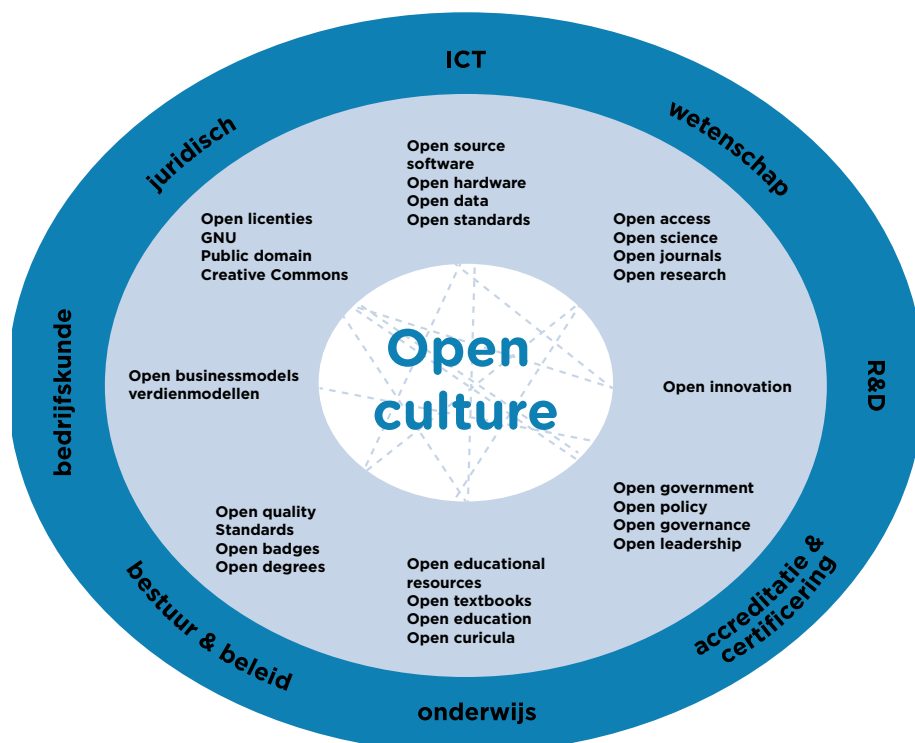 ICT
wetenschap
juridisch
Open source
software
Open hardware
Open data
Open standards
Open licenties
GNU
Public domain
Creative Commons
Open access
Open science
Open journals
Open research
bedrijfskunde
Open businessmodels
verdienmodellen
Open
culture
Open innovation
R&D
Open quality
Standards
Open badges
Open degrees
Open government
Open policy
Open governance
Open leadership
Open educational
resources
Open textbooks
Open education
Open curicula
bestuur & beleid
accreditatie &
certificering
onderwijs